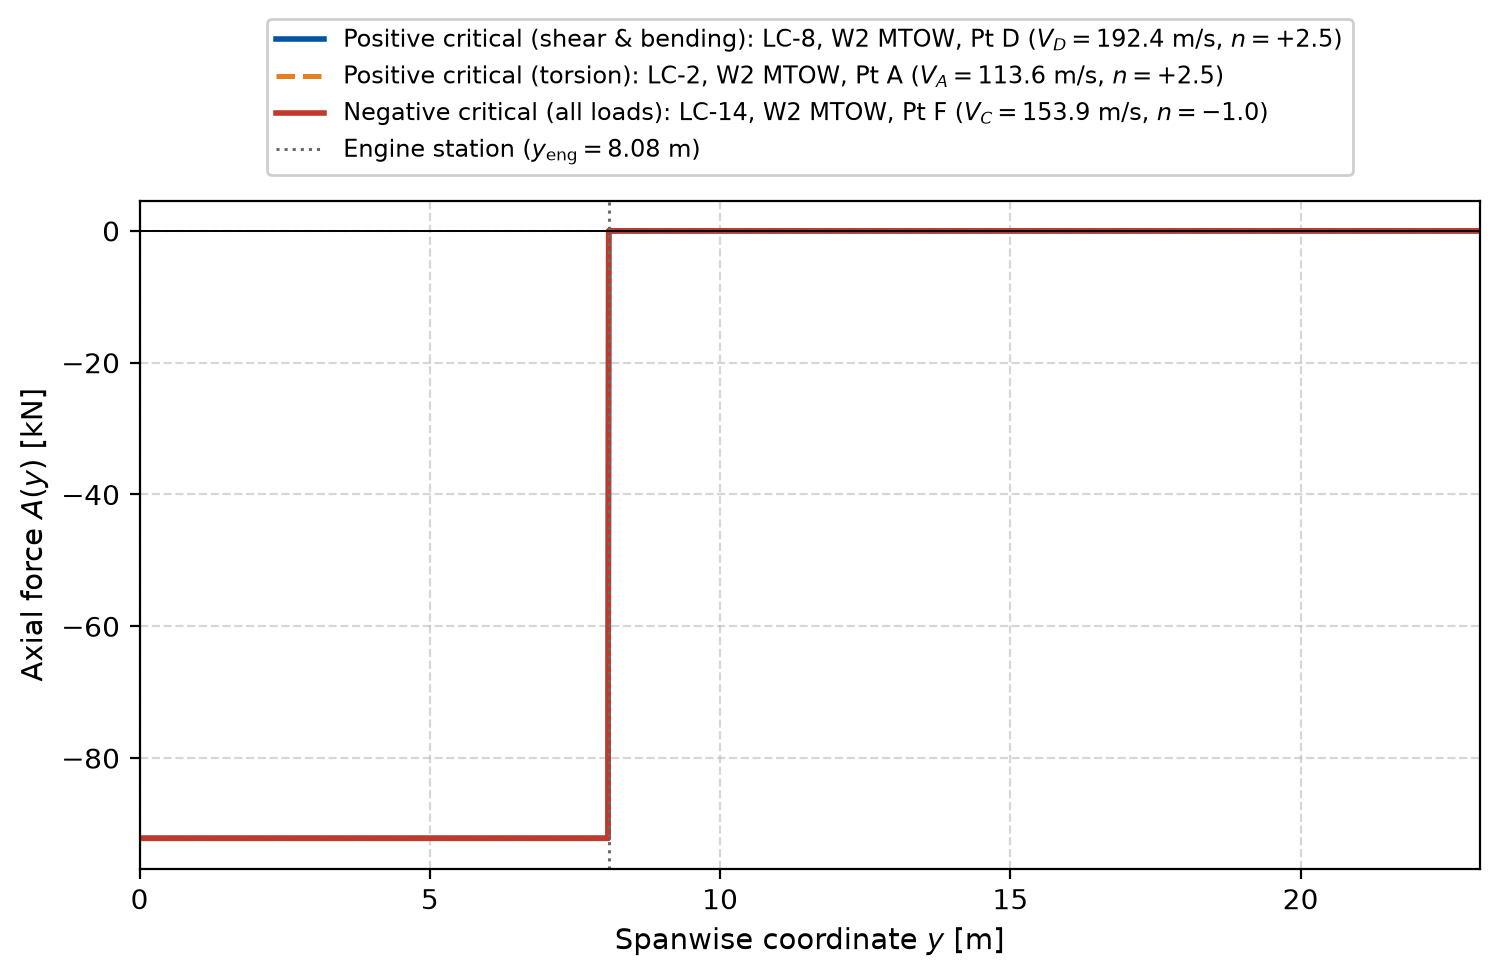 Positive critical (shear & bending): LC-8, W2 MTOW, Pt D (V_D = 192.4 m/s, n = +2.5)
Positive critical (torsion): LC-2, W2 MTOW, Pt A (V_A = 113.6 m/s, n = +2.5)
Negative critical (all loads): LC-14, W2 MTOW, Pt F (V_C = 153.9 m/s, n = −1.0)
Engine station (y_eng = 8.08 m)
0
−20
−40
−60
−80
Axial force A(y) [kN]
0 5 10 15 20
Spanwise coordinate y [m]